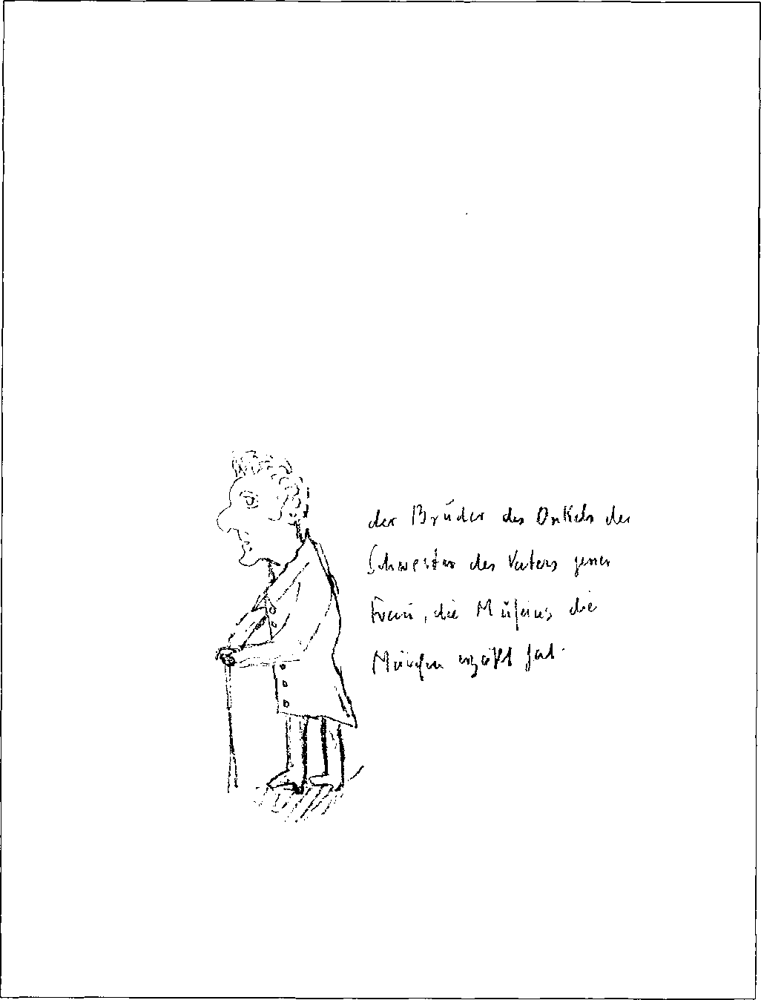 der Bruder des Onkels der
Schwester des Vaters jener
Frau, die Musäus die
Märchen erzählt hat.